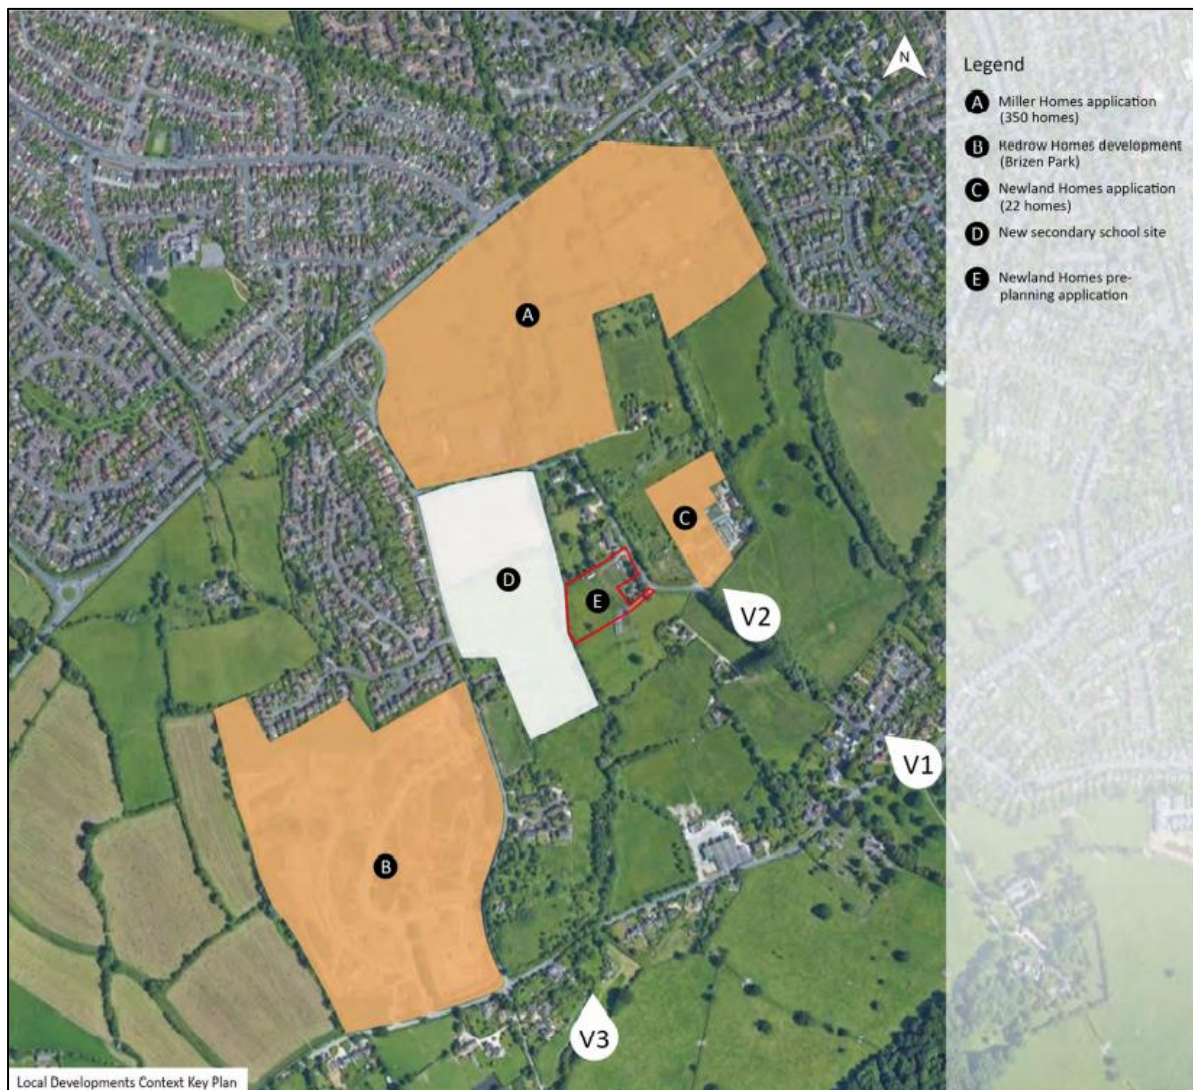 N
Legend
A Miller Homes application
(350 homes)
B Redrow Homes development
(Brizen Park)
C Newland Homes application
(22 homes)
D New secondary school site
E Newland Homes pre-
planning application
A
C
D
E
V2
V1
B
V3
Local Developments Context Key Plan